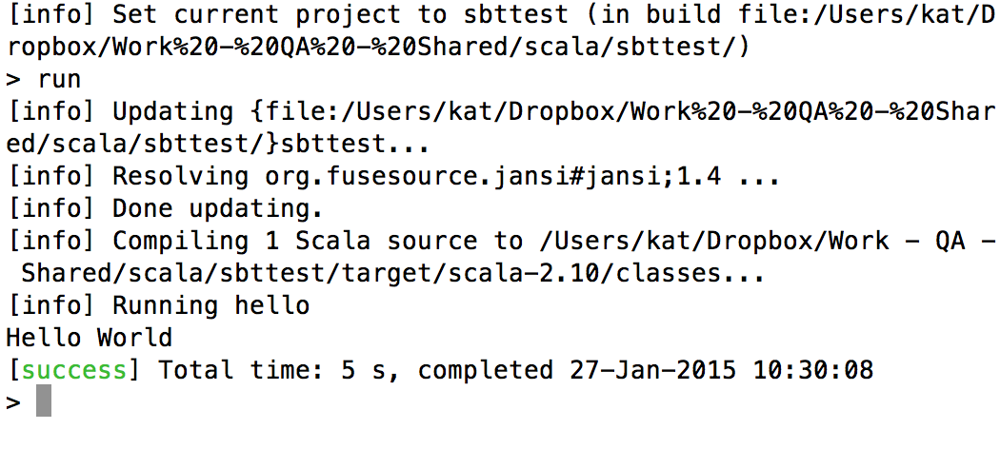 [info] Set current project to sbttest (in build file:/Users/kat/D
ropbox/Work%20-%20QA%20-%20Shared/scala/sbttest/)
> run
[info] Updating {file:/Users/kat/Dropbox/Work%20-%20QA%20-%20Shar
ed/scala/sbttest/}sbttest...
[info] Resolving org.fusesource.jansi#jansi;1.4 ...
[info] Done updating.
[info] Compiling 1 Scala source to /Users/kat/Dropbox/Work - QA -
 Shared/scala/sbttest/target/scala-2.10/classes...
[info] Running hello
Hello World
[success] Total time: 5 s, completed 27-Jan-2015 10:30:08
>